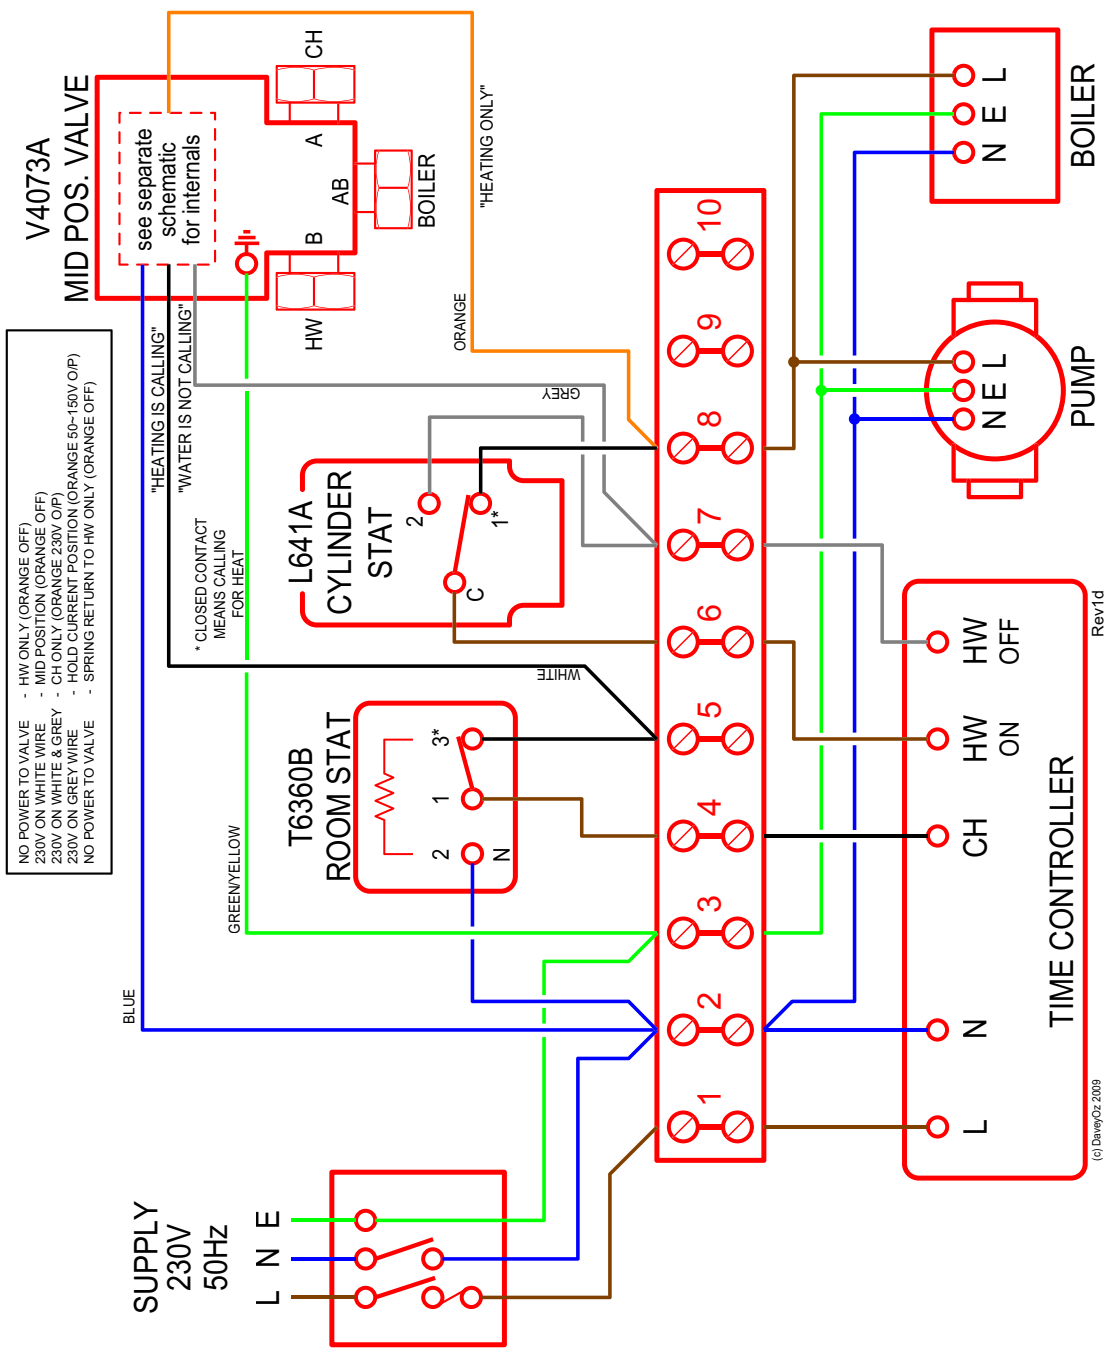 NO POWER TO VALVE - HW ONLY (ORANGE OFF)
230V ON WHITE WIRE - MID POSITION (ORANGE OFF)
230V ON WHITE & GREY - CH ONLY (ORANGE 230V O/P)
230V ON GREY WIRE - HOLD CURRENT POSITION (ORANGE 50~150V O/P)
NO POWER TO VALVE - SPRING RETURN TO HW ONLY (ORANGE OFF)
V4073A
MID POS. VALVE
see separate
schematic
for internals
HW
B
AB
A
CH
BOILER
BLUE
GREEN/YELLOW
"HEATING IS CALLING"
"WATER IS NOT CALLING"
* CLOSED CONTACT
MEANS CALLING
FOR HEAT
"HEATING ONLY"
ORANGE
GREY
WHITE
SUPPLY
230V
50Hz
L N E
T6360B
ROOM STAT
2 1 3*
N
L641A
CYLINDER
STAT
2
1*
C
1 2 3 4 5 6 7 8 9 10
L N CH HW HW
ON OFF
TIME CONTROLLER
N E L
PUMP
N E L
BOILER
(c) DaveyOz 2009
Rev1d